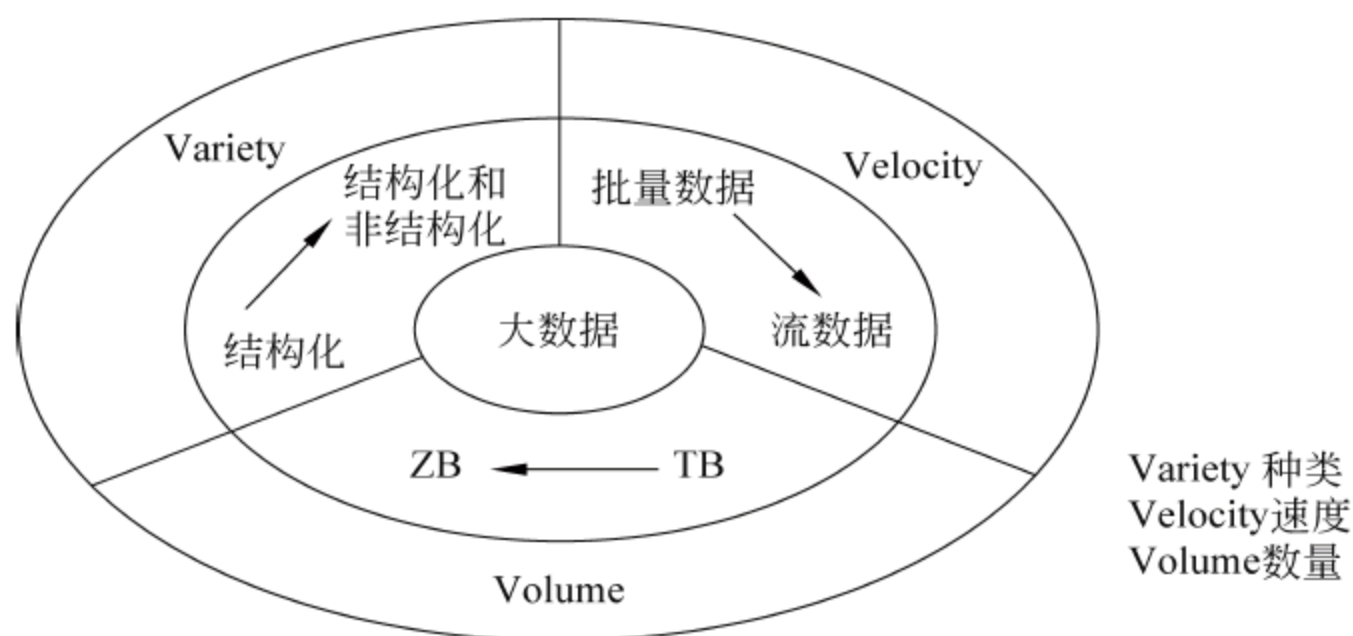 Variety
Velocity
结构化和
非结构化
批量数据
结构化
大数据
流数据
ZB
TB
Volume
Variety 种类
Velocity速度
Volume数量